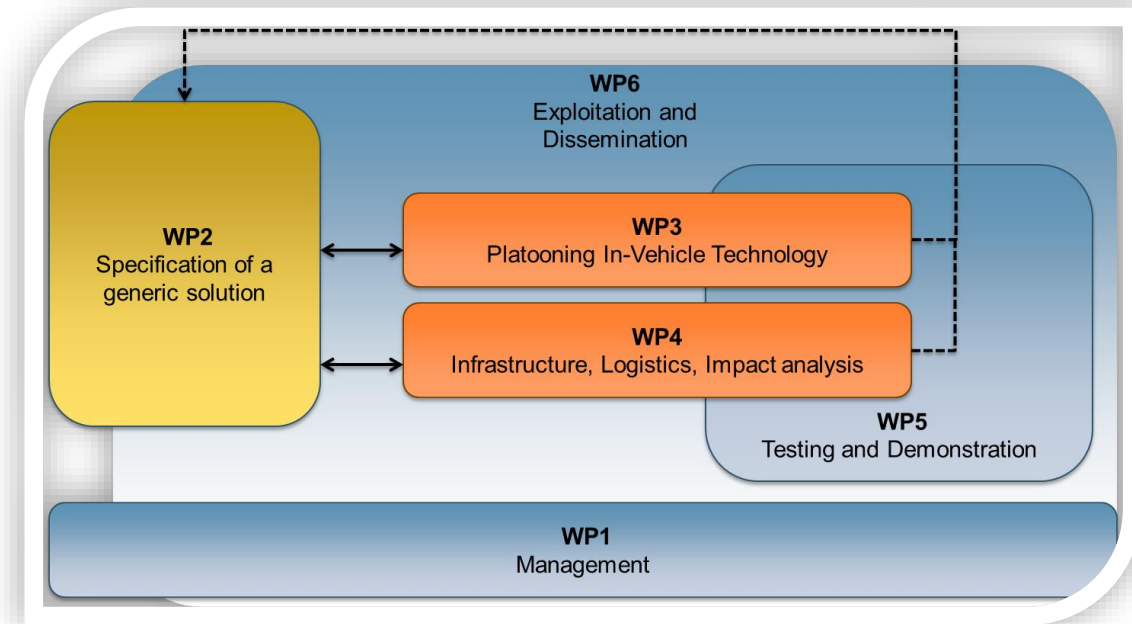 WP6
Exploitation and
Dissemination
WP2
Specification of a
generic solution
WP3
Platooning In-Vehicle Technology
WP4
Infrastructure, Logistics, Impact analysis
WP5
Testing and Demonstration
WP1
Management